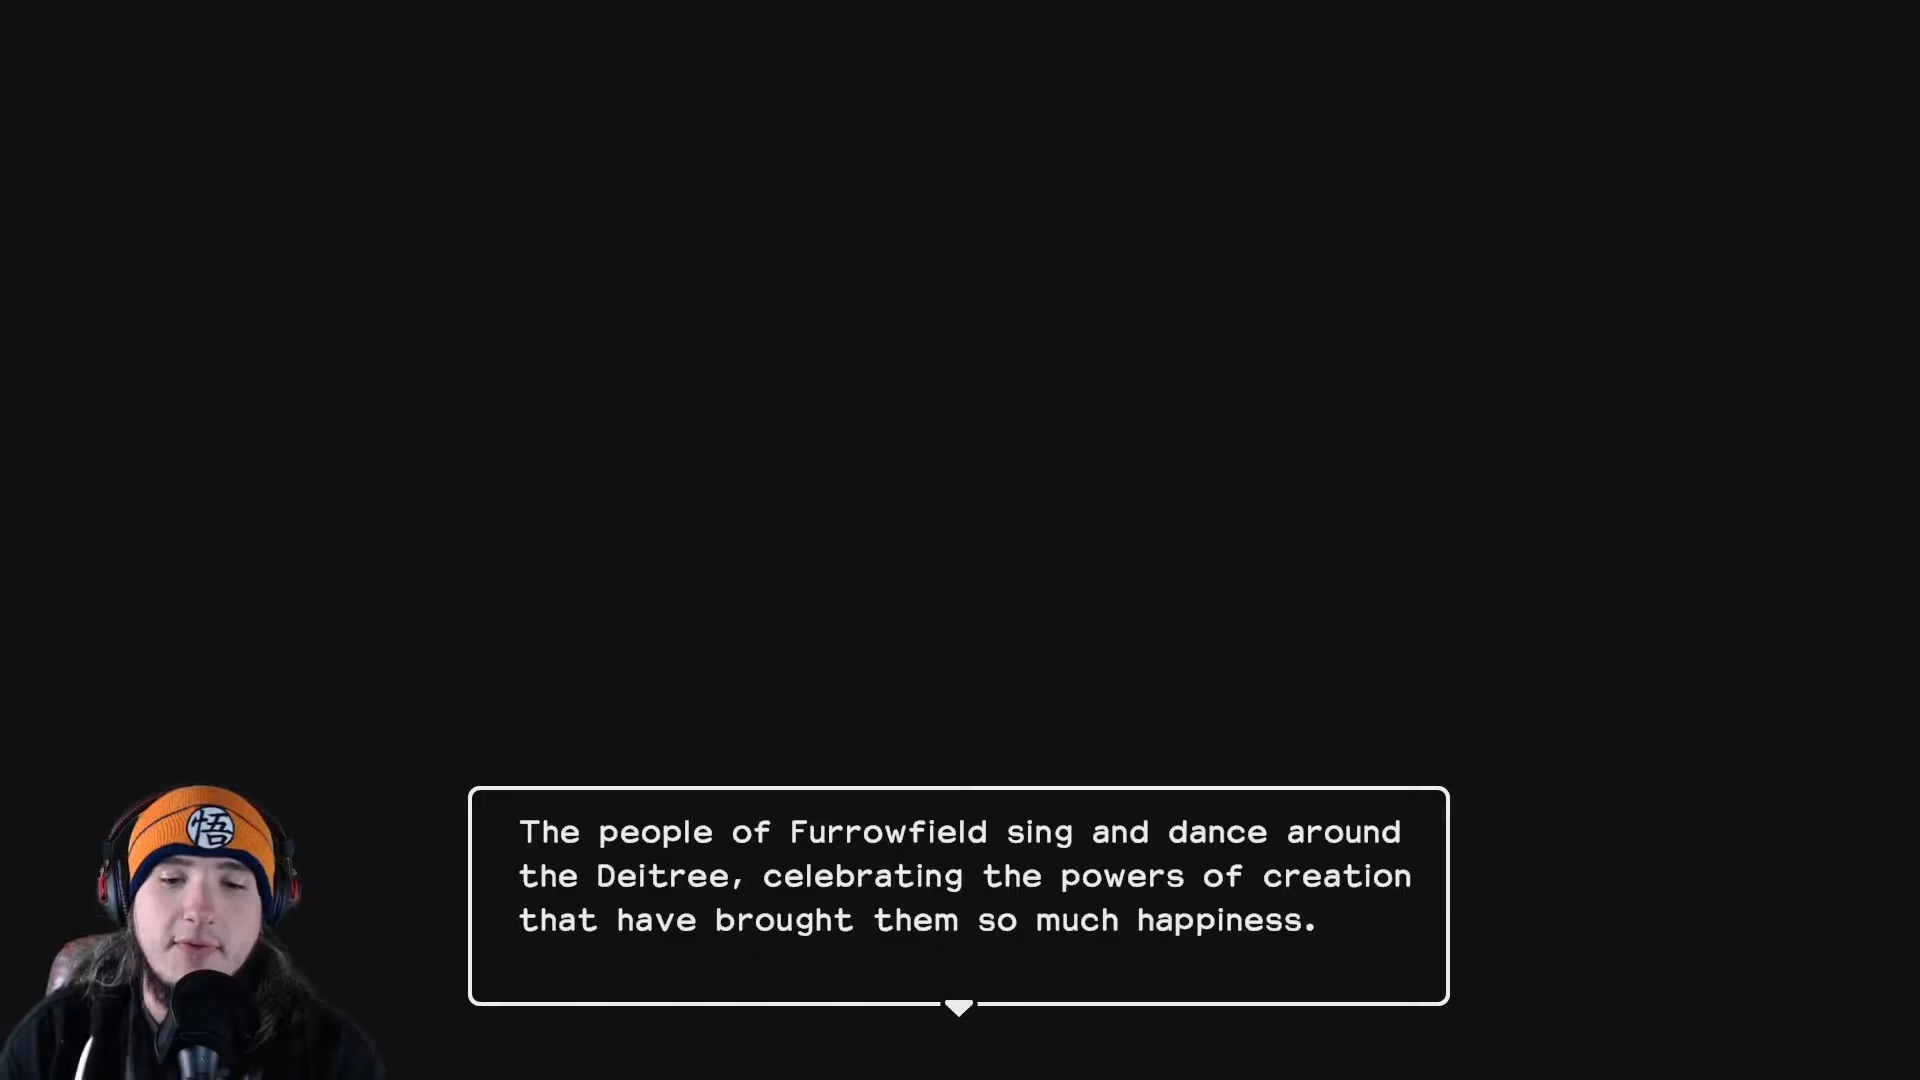 悟
The people of Furrowfield sing and dance around
the Deitree, celebrating the powers of creation
that have brought them so much happiness.